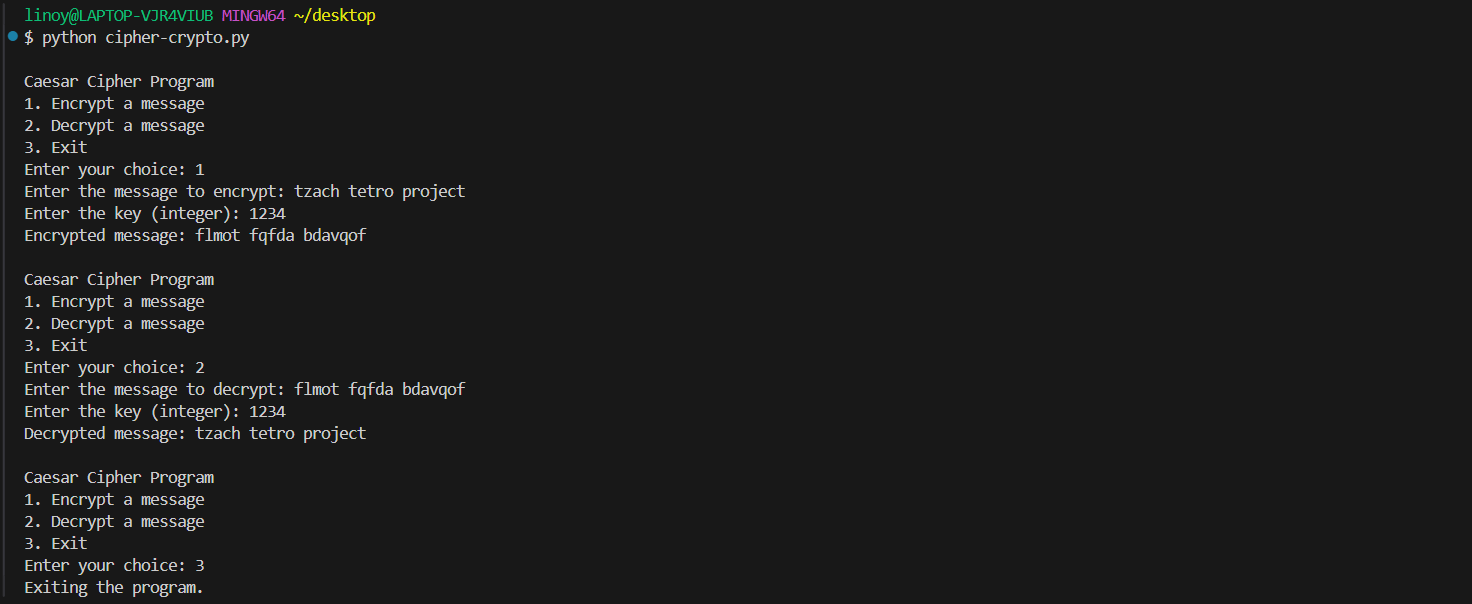 linoy@LAPTOP-VJR4VIUB MINGW64 ~/desktop
$ python cipher-crypto.py
Caesar Cipher Program
1. Encrypt a message
2. Decrypt a message
3. Exit
Enter your choice: 1
Enter the message to encrypt: tzach tetro project
Enter the key (integer): 1234
Encrypted message: flmot fqfda bdavqof
Caesar Cipher Program
1. Encrypt a message
2. Decrypt a message
3. Exit
Enter your choice: 2
Enter the message to decrypt: flmot fqfda bdavqof
Enter the key (integer): 1234
Decrypted message: tzach tetro project
Caesar Cipher Program
1. Encrypt a message
2. Decrypt a message
3. Exit
Enter your choice: 3
Exiting the program.